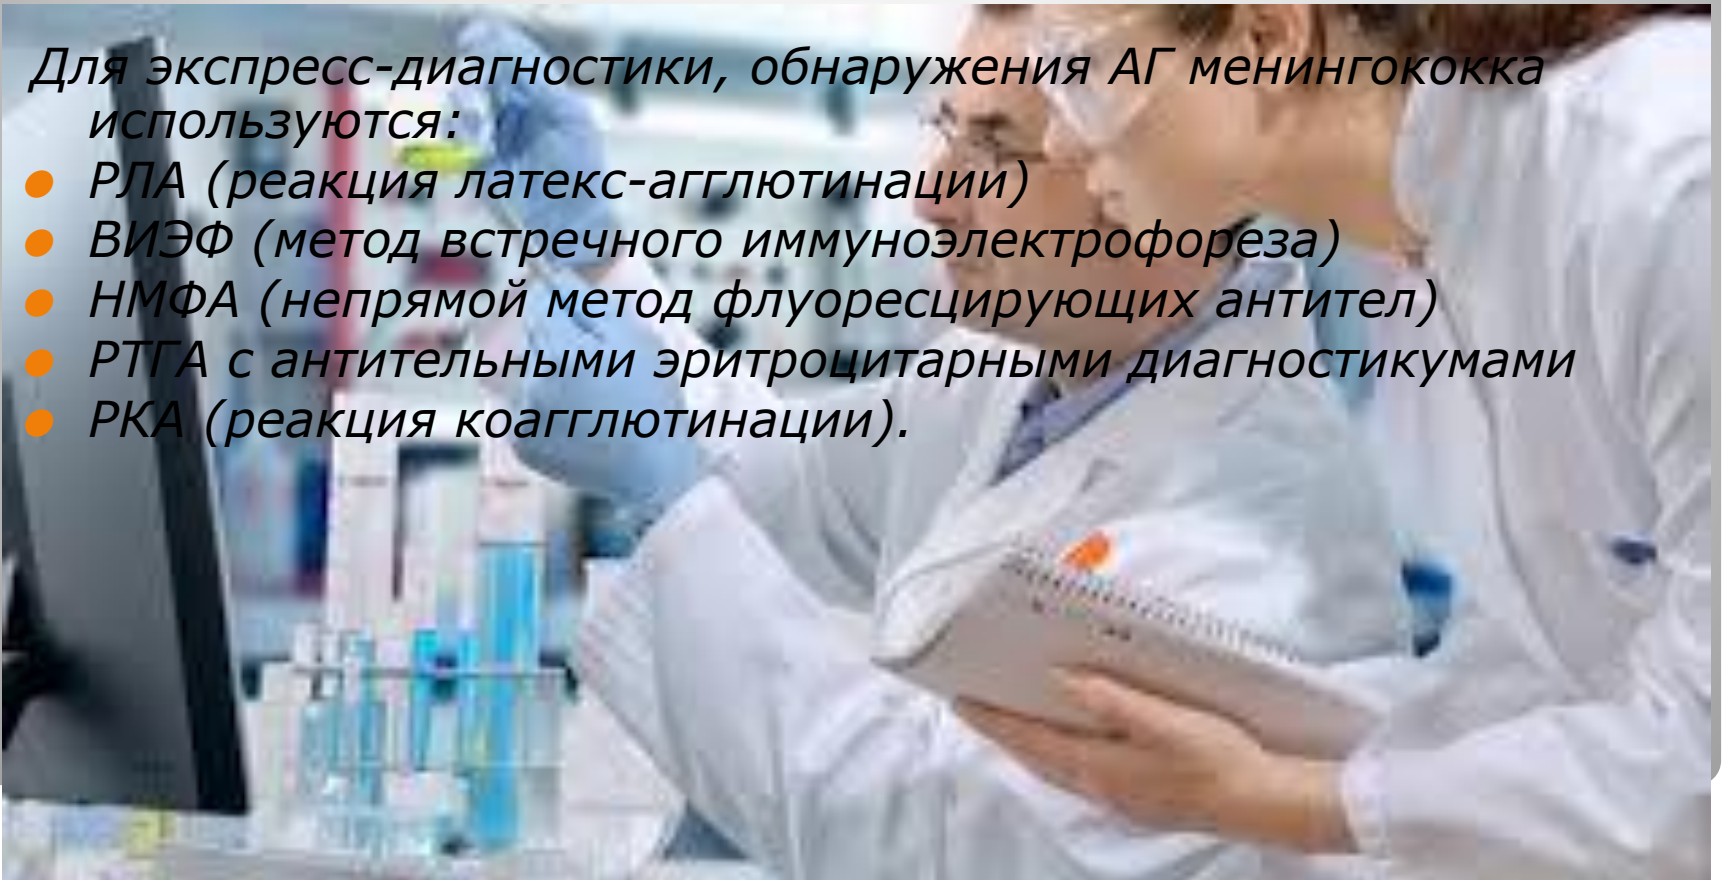 Для экспресс-диагностики, обнаружения АГ менингококка
используются:
● РЛА (реакция латекс-агглютинации)
● ВИЭФ (метод встречного иммуноэлектрофореза)
● НМФА (непрямой метод флуоресцирующих антител)
● РТГА с антительными эритроцитарными диагностикумами
● РКА (реакция коагглютинации).